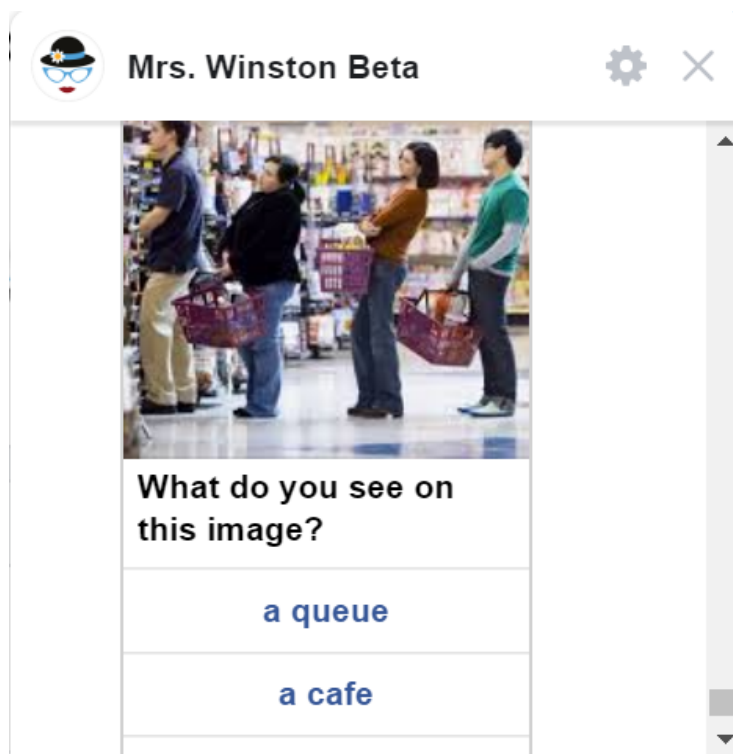 Mrs. Winston Beta
What do you see on
this image?
a queue
a cafe